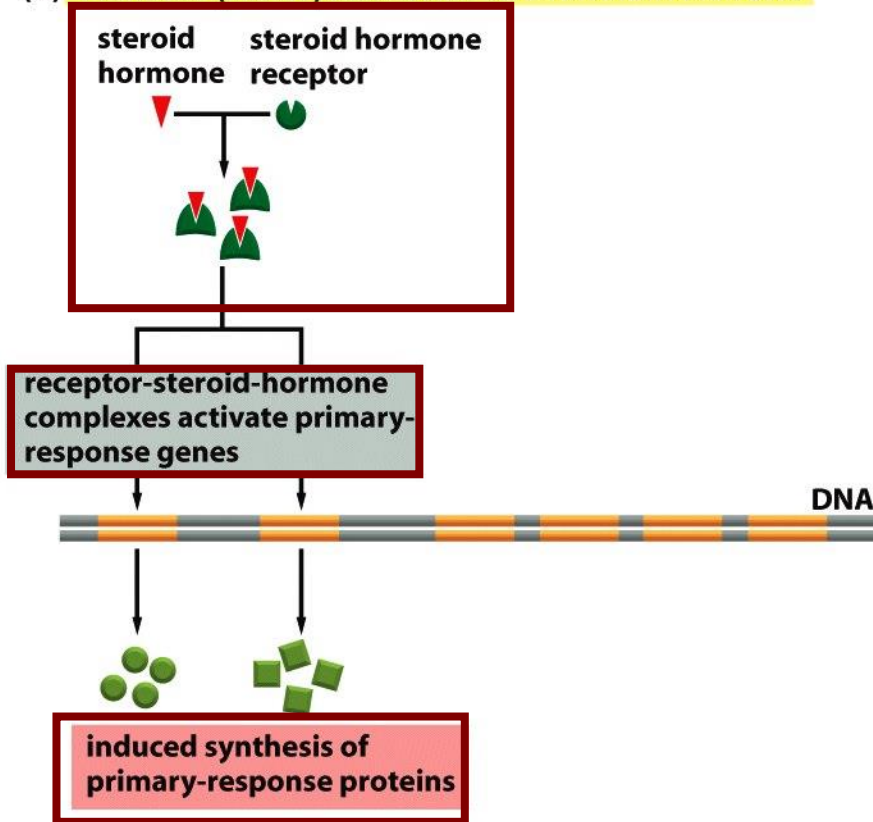 steroid
hormone
steroid hormone
receptor
receptor-steroid-hormone
complexes activate primary-
response genes
DNA
induced synthesis of
primary-response proteins